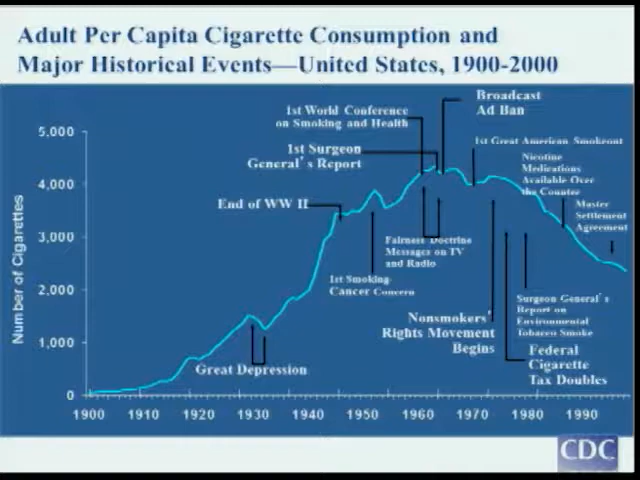 Adult Per Capita Cigarette Consumption and
Major Historical Events—United States, 1900-2000
Number of Cigarettes
5,000
4,000
3,000
2,000
1,000
0
1900 1910 1920 1930 1940 1950 1960 1970 1980 1990
Broadcast
Ad Ban
1st World Conference
on Smoking and Health
1st Surgeon
General's Report
1st Great American Smokeout
Nicotine
Medications
Available Over
the Counter
End of WW II
Master
Settlement
Agreement
Fairness Doctrine
Messages on TV
and Radio
1st Smoking
Cancer Concern
Nonsmokers'
Rights Movement
Begins
Surgeon General's
Report on
Environmental
Tobacco Smoke
Great Depression
Federal
Cigarette
Tax Doubles
CDC